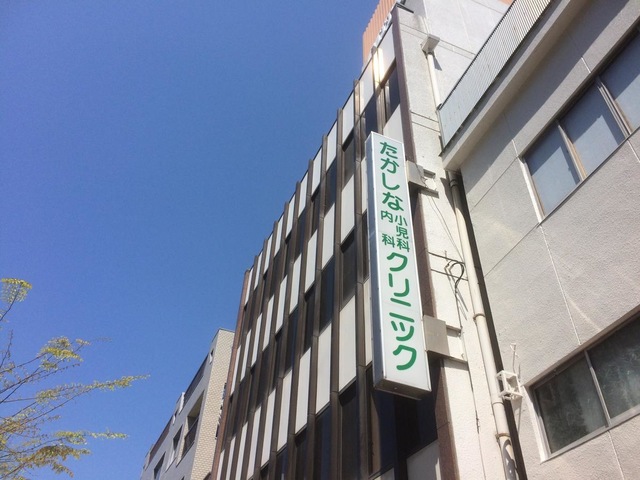 たかしな
小児科
内科
クリニック